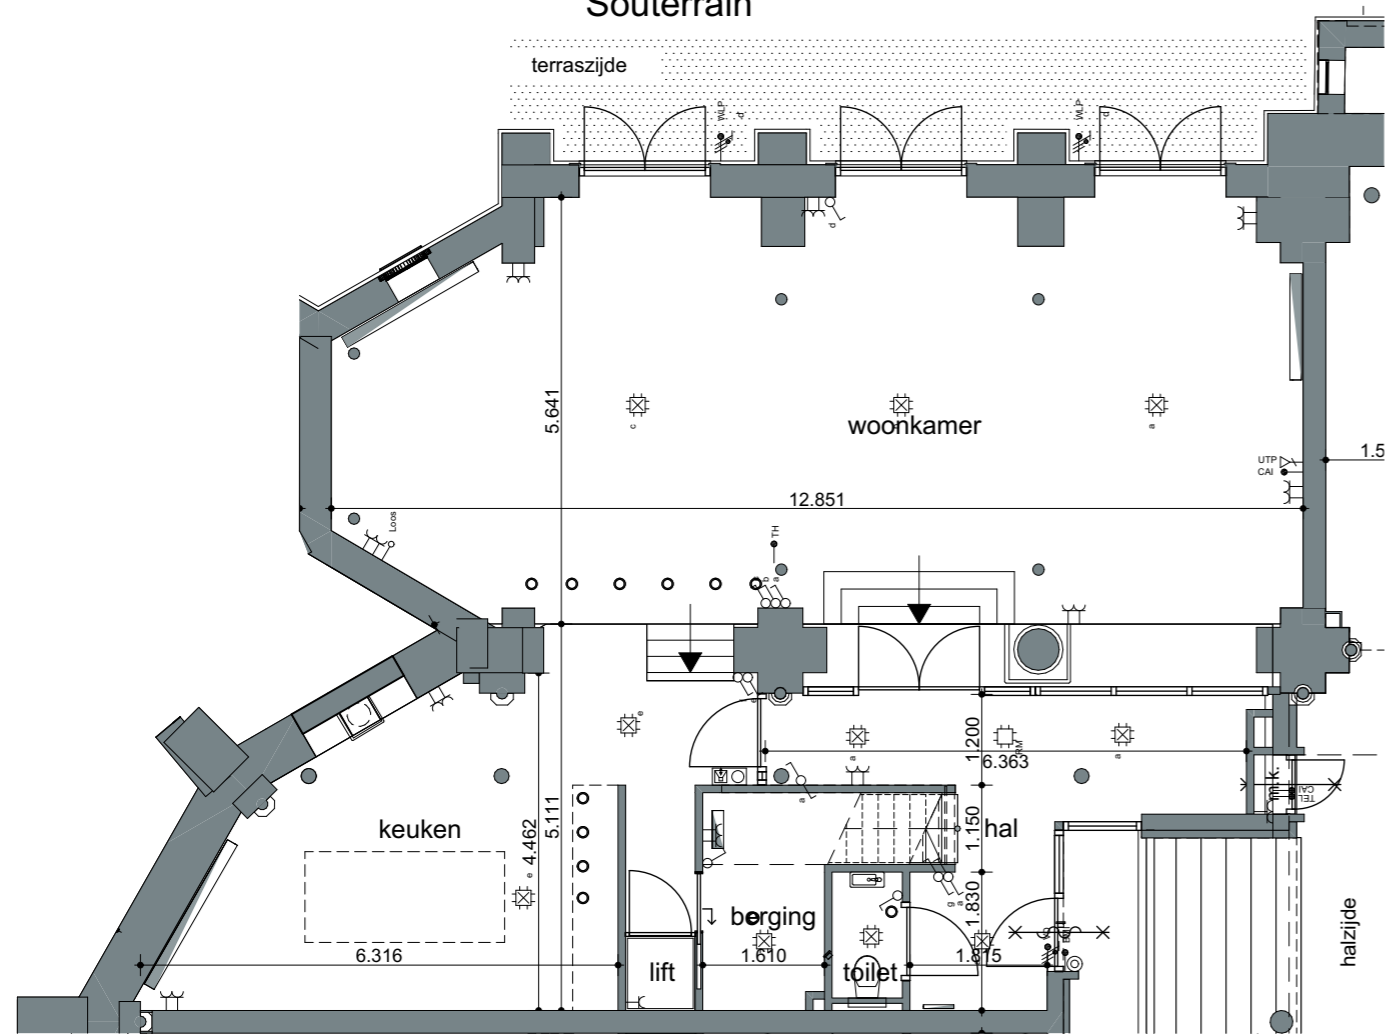 Souterrain
terraszijde
WLP
d
WLP
d
d
5.641
c
woonkamer
a
UTP
CAI
1.5
12.851
Loos
TH
b
a
e
e
a
RM
a
1.200
6.363
m.k.
TEL
CAI
keuken
5.111
4.462
a
1.150
hal
e
1.830
g
a
berging
6.316
lift
1.610
toilet
1.815
halzijde